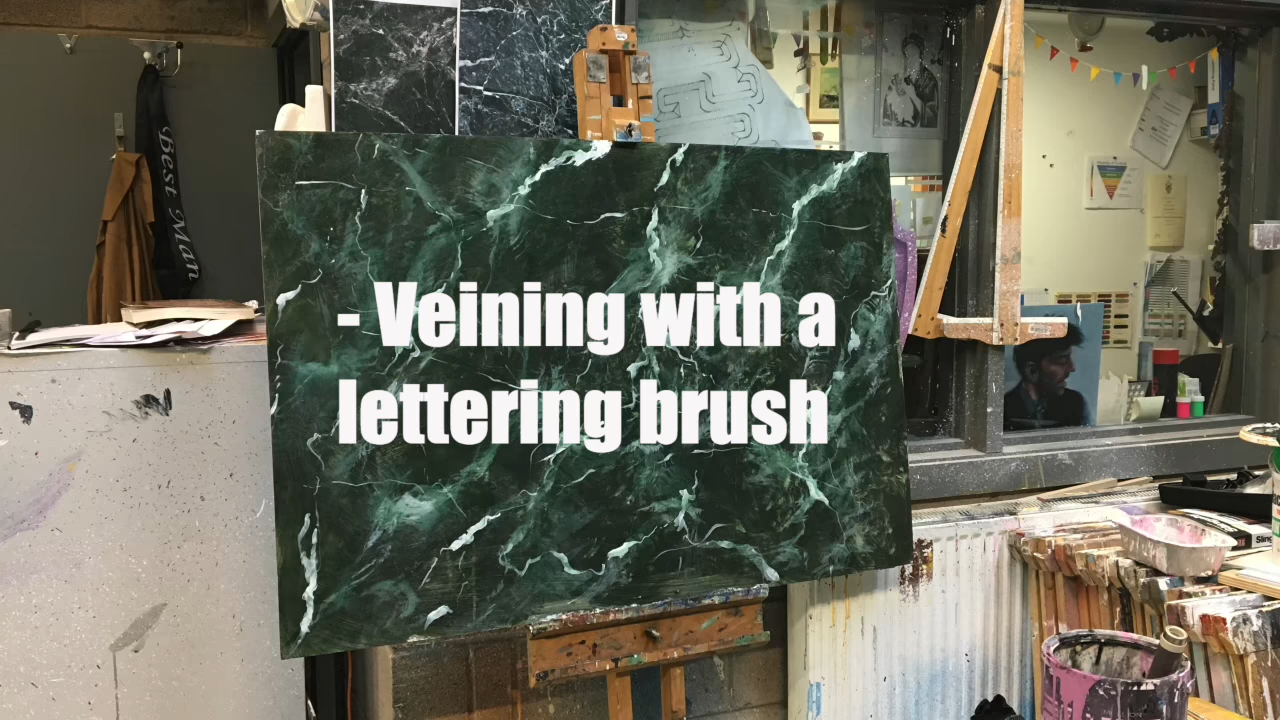 Best Man
- Veining with a
lettering brush